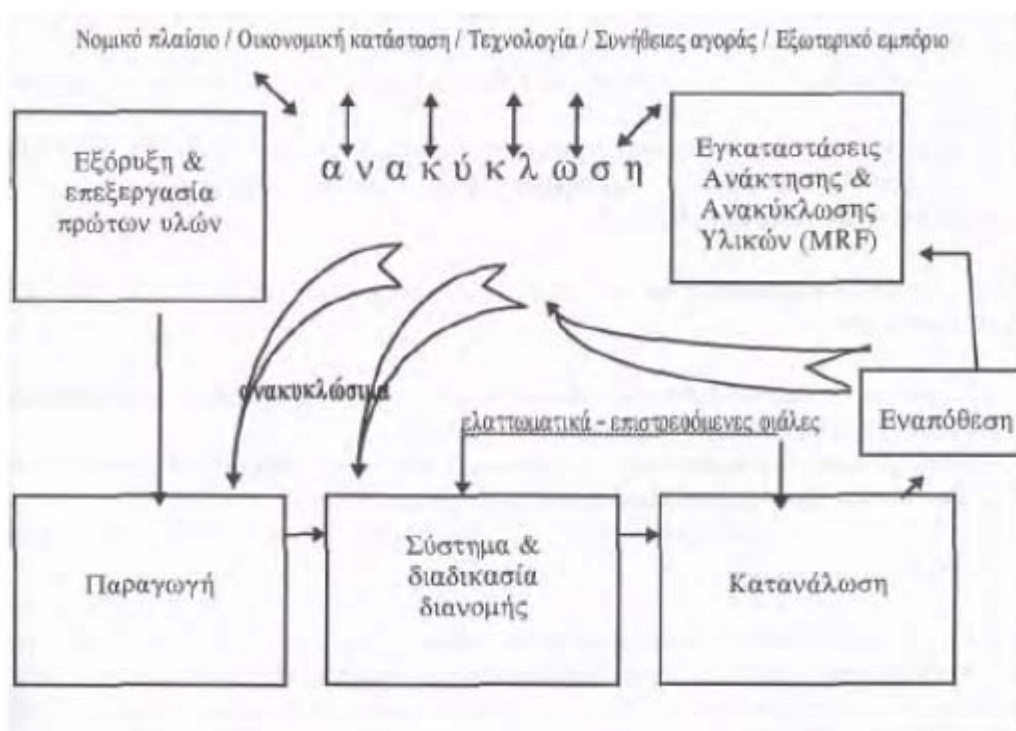 Νομικό πλαίσιο / Οικονομική κατάσταση / Τεχνολογία / Συνήθειες αγοράς / Εξωτερικό εμπόριο
Εξόρυξη &
επεξεργασία
πρώτων υλών
ανακύκλωση
Εγκαταστάσεις
Ανάκτησης &
Ανακύκλωσης
Υλικών (MRF)
ανακυκλώσιμα
ελαττωματικά - επιστρεφόμενες φιάλες
Εναπόθεση
Παραγωγή
Σύστημα &
διαδικασία
διανομής
Κατανάλωση